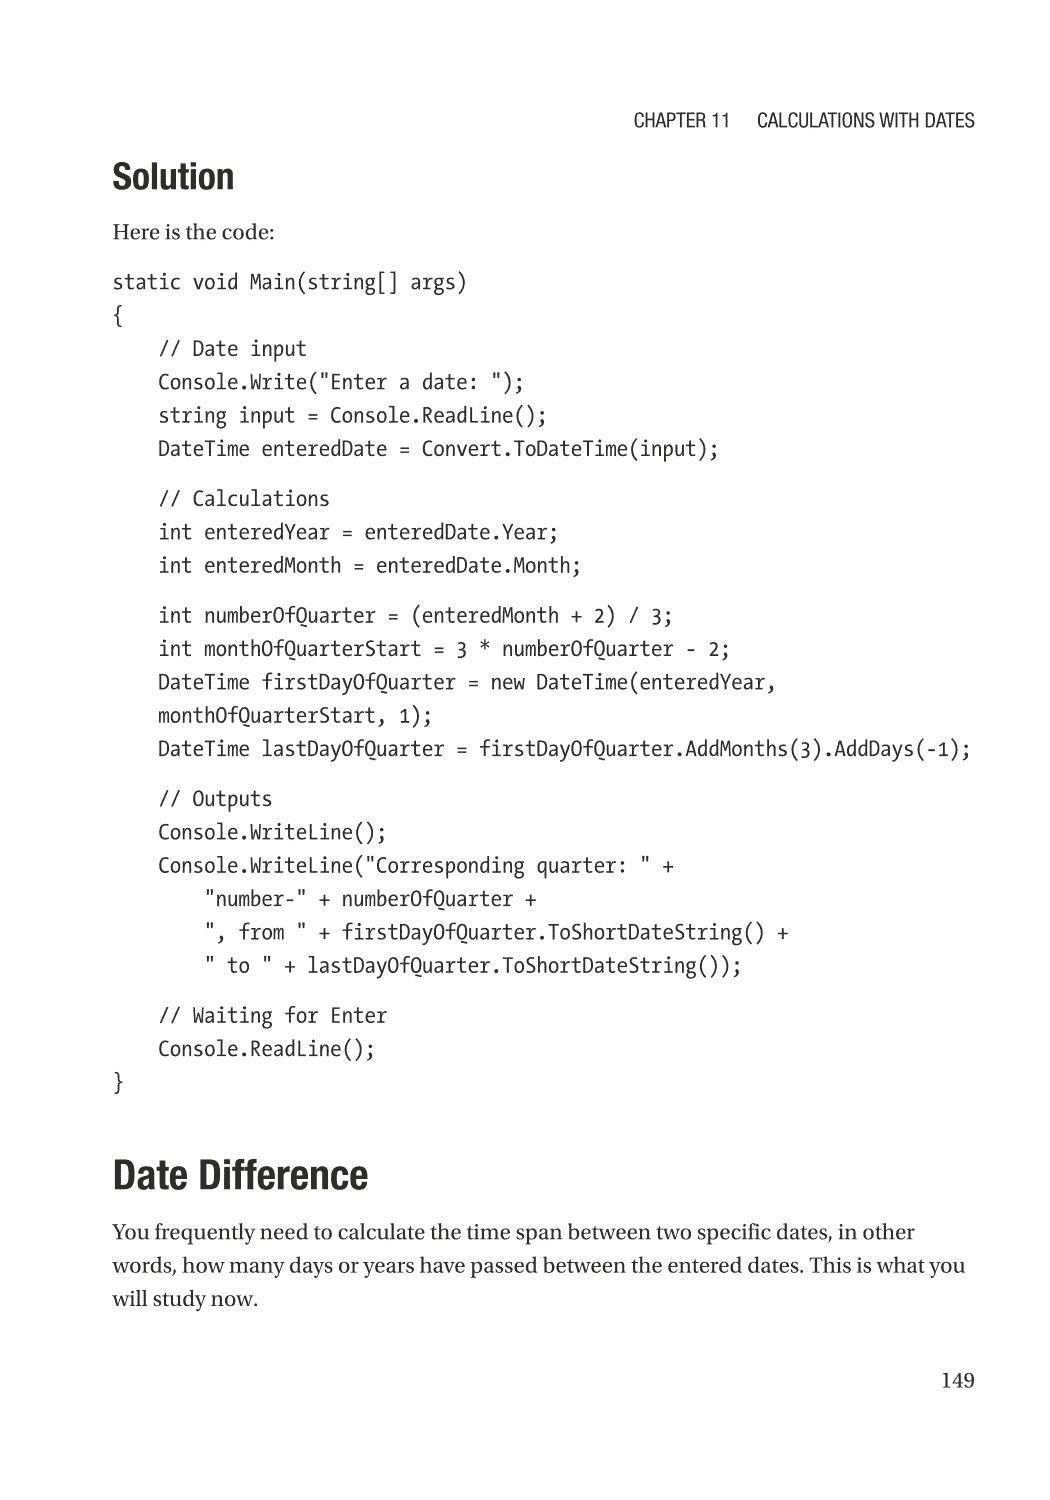 CHAPTER 11 CALCULATIONS WITH DATES
Solution
Here is the code:
static void Main(string[] args)
{
    // Date input
    Console.Write("Enter a date: ");
    string input = Console.ReadLine();
    DateTime enteredDate = Convert.ToDateTime(input);
    // Calculations
    int enteredYear = enteredDate.Year;
    int enteredMonth = enteredDate.Month;
    int numberOfQuarter = (enteredMonth + 2) / 3;
    int monthOfQuarterStart = 3 * numberOfQuarter - 2;
    DateTime firstDayOfQuarter = new DateTime(enteredYear,
    monthOfQuarterStart, 1);
    DateTime lastDayOfQuarter = firstDayOfQuarter.AddMonths(3).AddDays(-1);
    // Outputs
    Console.WriteLine();
    Console.WriteLine("Corresponding quarter: " +
        "number-" + numberOfQuarter +
        ", from " + firstDayOfQuarter.ToShortDateString() +
        " to " + lastDayOfQuarter.ToShortDateString());
    // Waiting for Enter
    Console.ReadLine();
}
Date Difference
You frequently need to calculate the time span between two specific dates, in other
words, how many days or years have passed between the entered dates. This is what you
will study now.
149